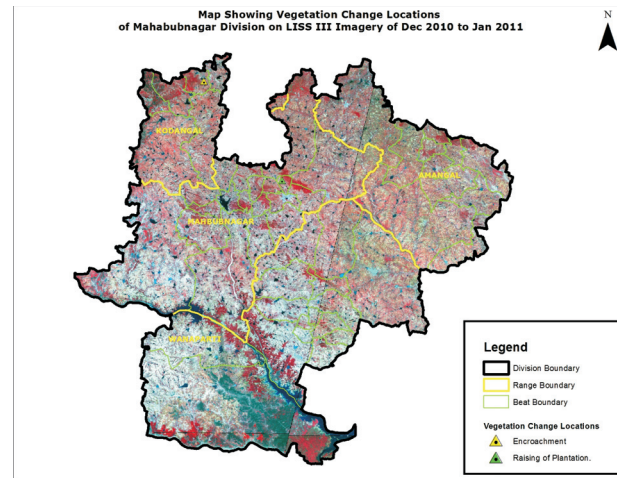 Map Showing Vegetation Change Locations
of Mahabubnagar Division on LISS III Imagery of Dec 2010 to Jan 2011
N
KODANGAL
AMANGAL
MAHBUBNAGAR
WANAPARTI
Legend
Division Boundary
Range Boundary
Beat Boundary
Vegetation Change Locations
Encroachment
Raising of Plantation.